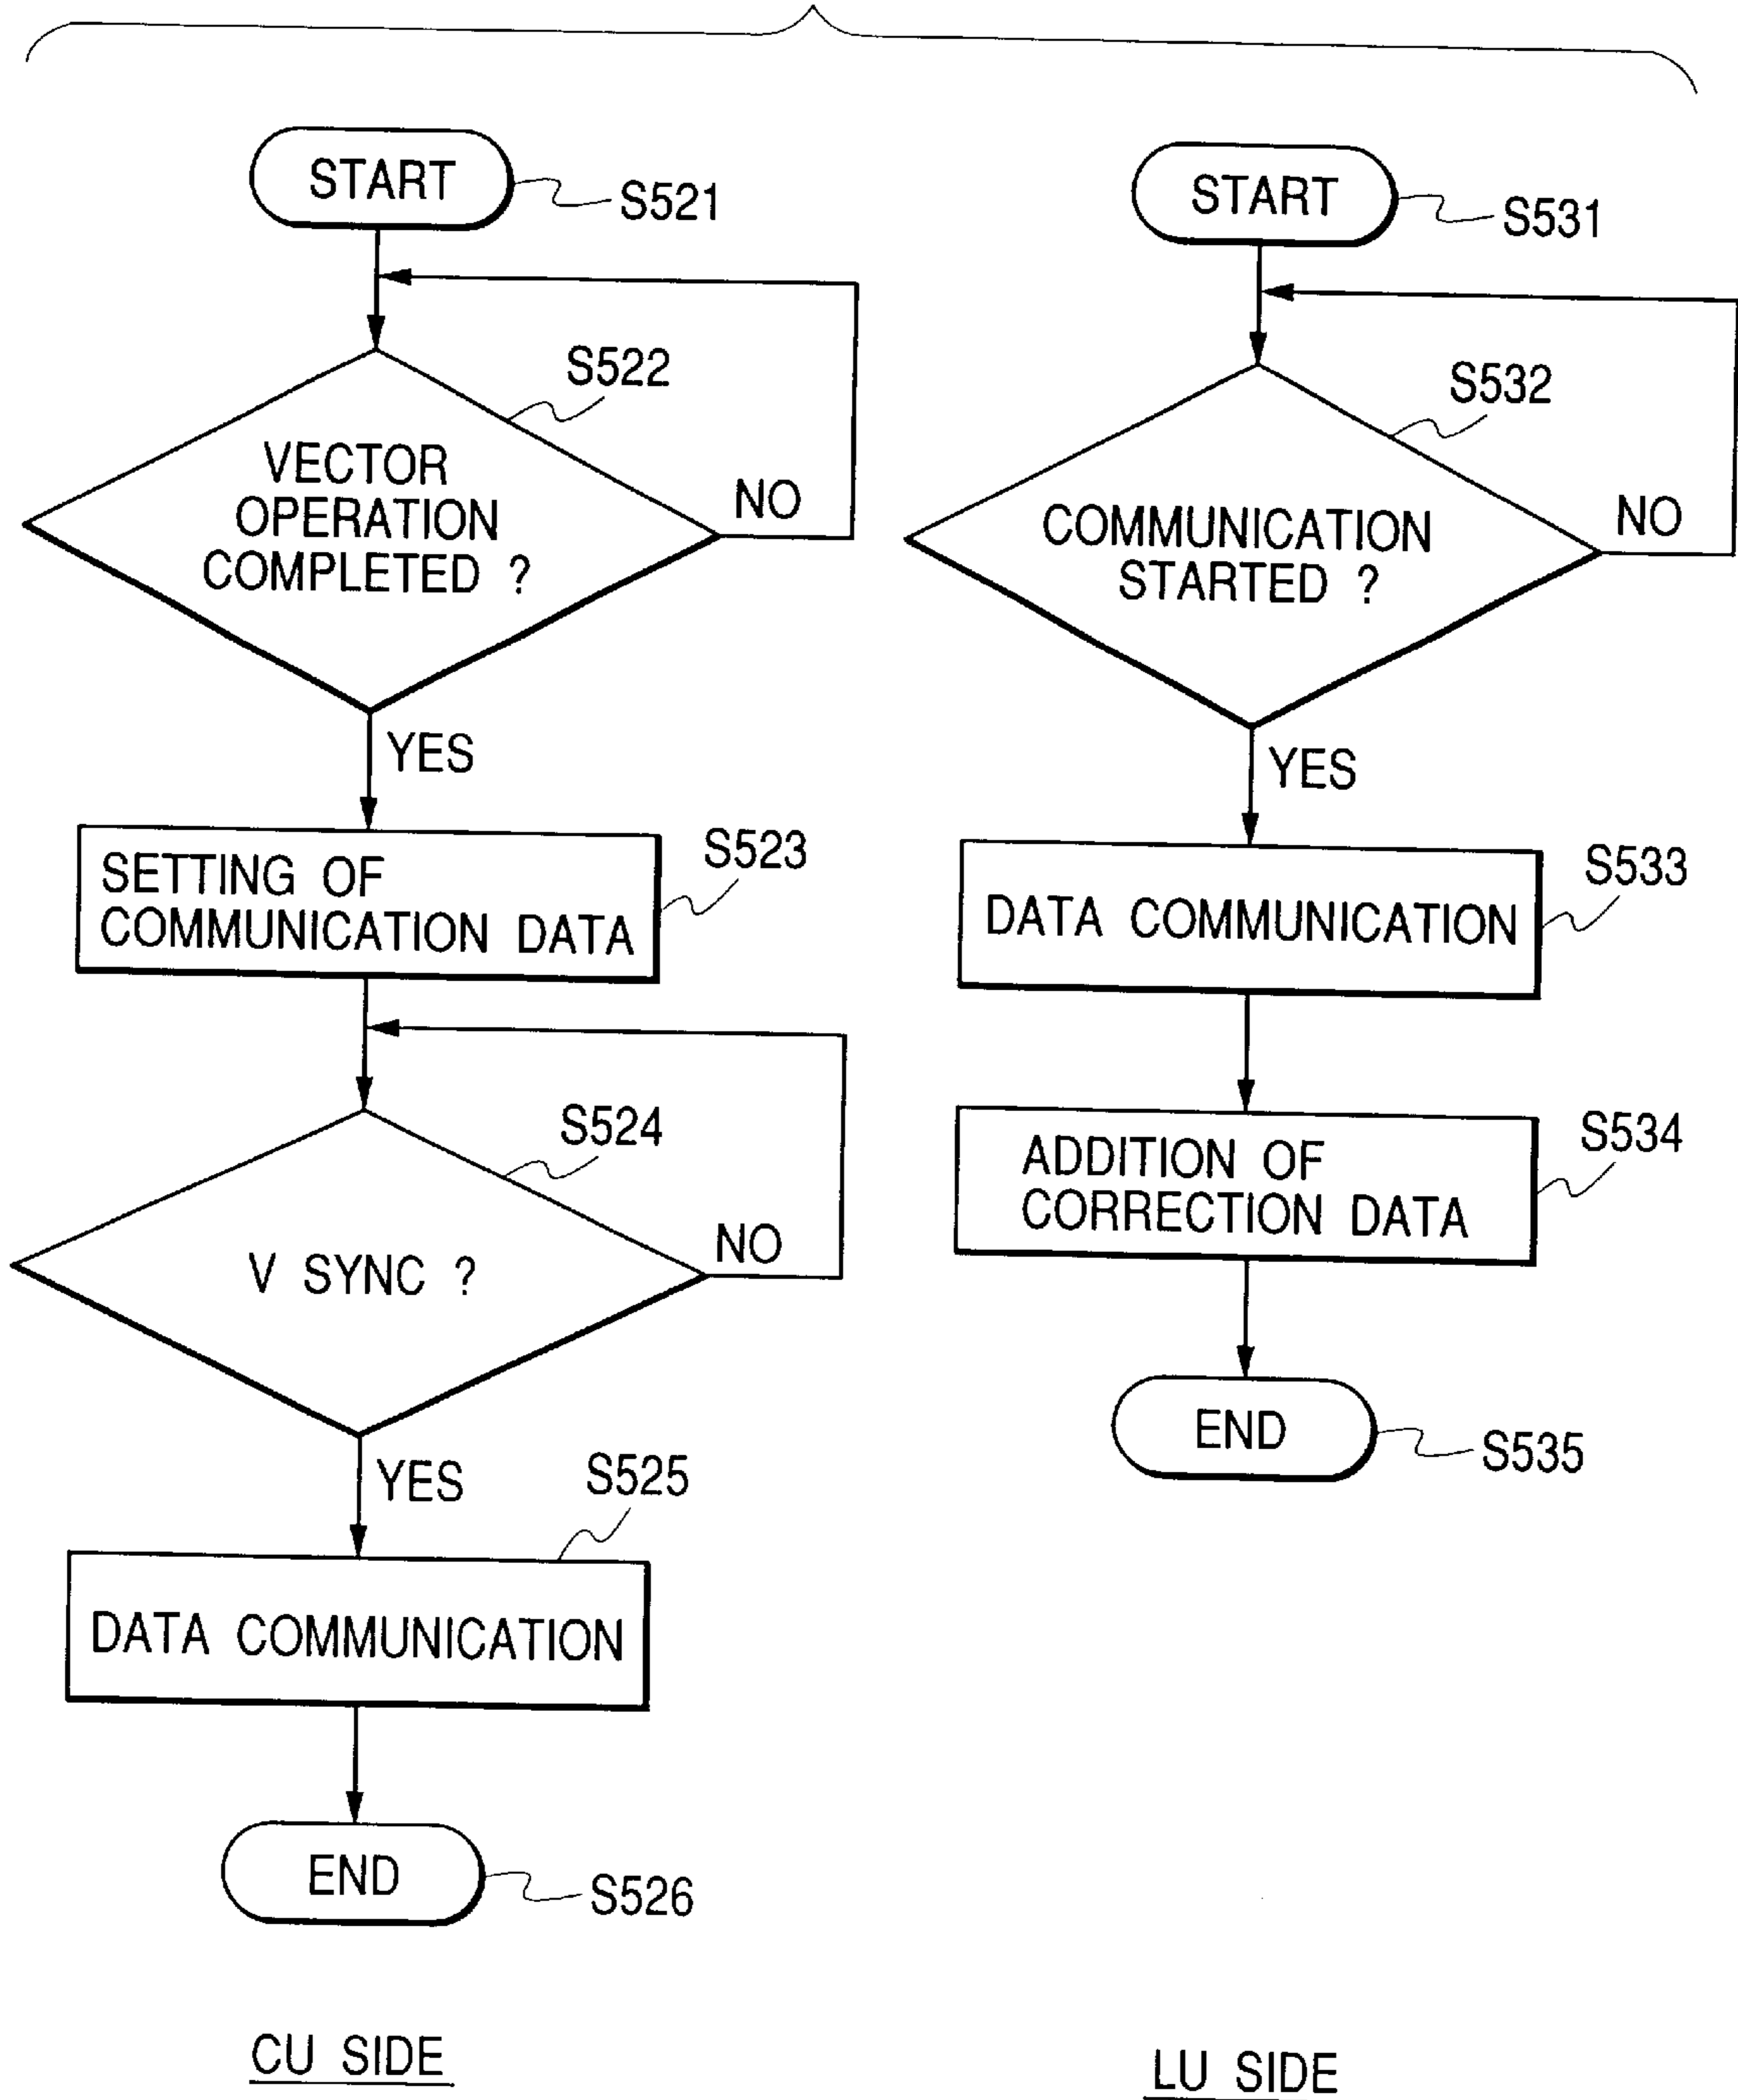 START
S521
S522
VECTOR
OPERATION
COMPLETED ?
NO
YES
SETTING OF
COMMUNICATION DATA
S523
S524
V SYNC ?
NO
YES
S525
DATA COMMUNICATION
END
S526
CU SIDE
START
S531
S532
COMMUNICATION
STARTED ?
NO
YES
S533
DATA COMMUNICATION
S534
ADDITION OF
CORRECTION DATA
END
S535
LU SIDE